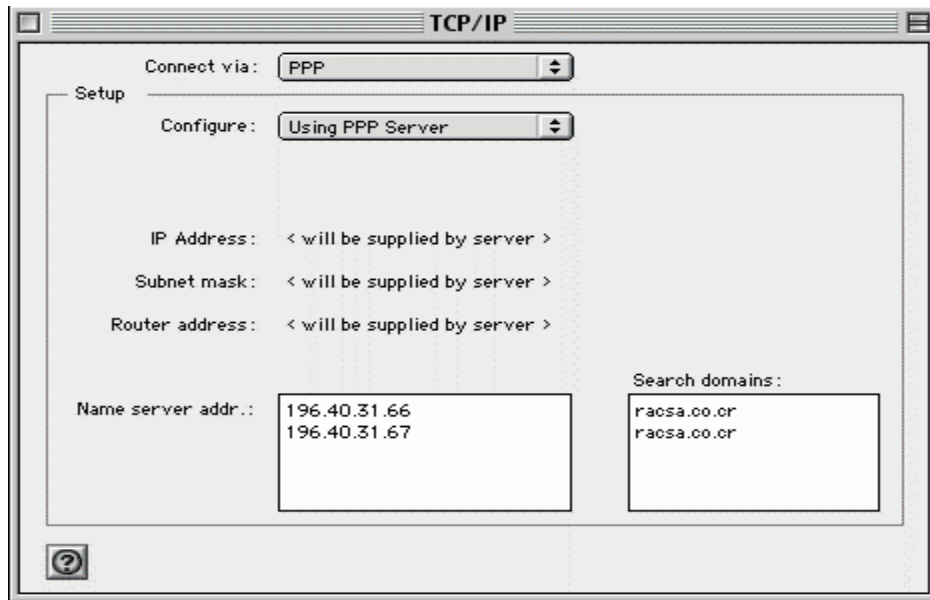 TCP/IP
Connect via: PPP
Setup
Configure: Using PPP Server
IP Address: < will be supplied by server >
Subnet mask: < will be supplied by server >
Router address: < will be supplied by server >
Search domains:
Name server addr.: 196.40.31.66 racsa.co.cr
196.40.31.67 racsa.co.cr
?